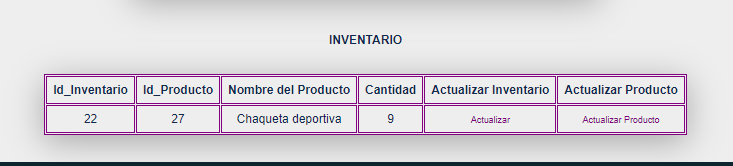 INVENTARIO
Id_Inventario Id_Producto Nombre del Producto Cantidad Actualizar Inventario Actualizar Producto
22 27 Chaqueta deportiva 9 Actualizar Actualizar Producto